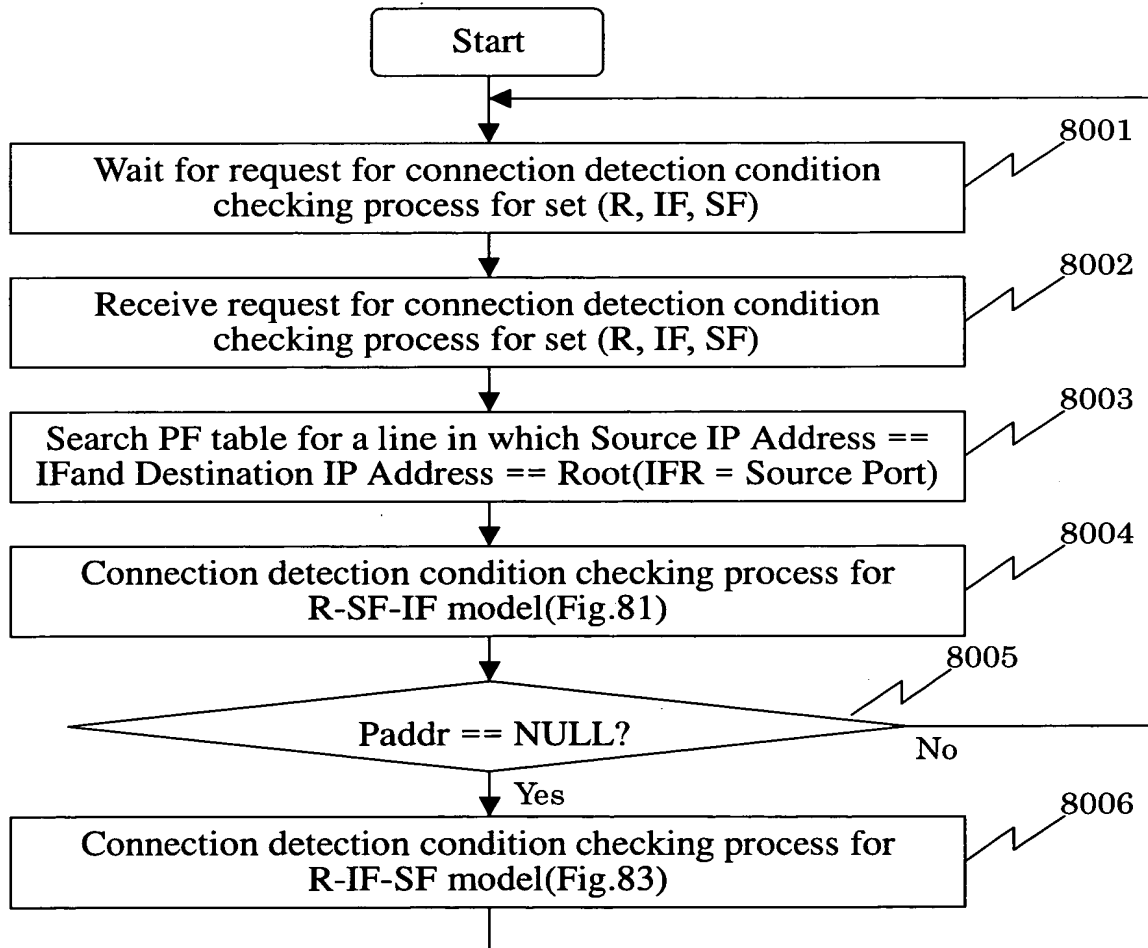 Start
8001
Wait for request for connection detection condition
checking process for set (R, IF, SF)
8002
Receive request for connection detection condition
checking process for set (R, IF, SF)
8003
Search PF table for a line in which Source IP Address ==
IFand Destination IP Address == Root(IFR = Source Port)
8004
Connection detection condition checking process for
R-SF-IF model(Fig.81)
8005
Paddr == NULL?
No
Yes
8006
Connection detection condition checking process for
R-IF-SF model(Fig.83)